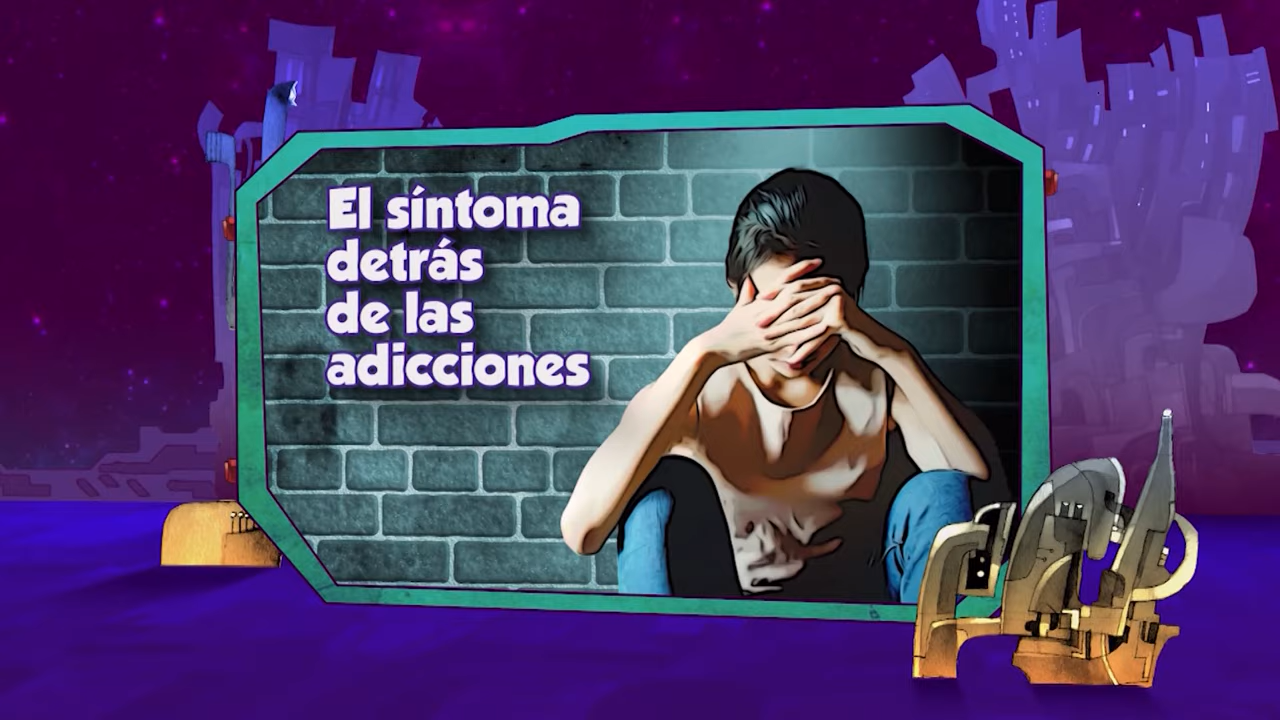 El síntoma
detrás
de las
adicciones